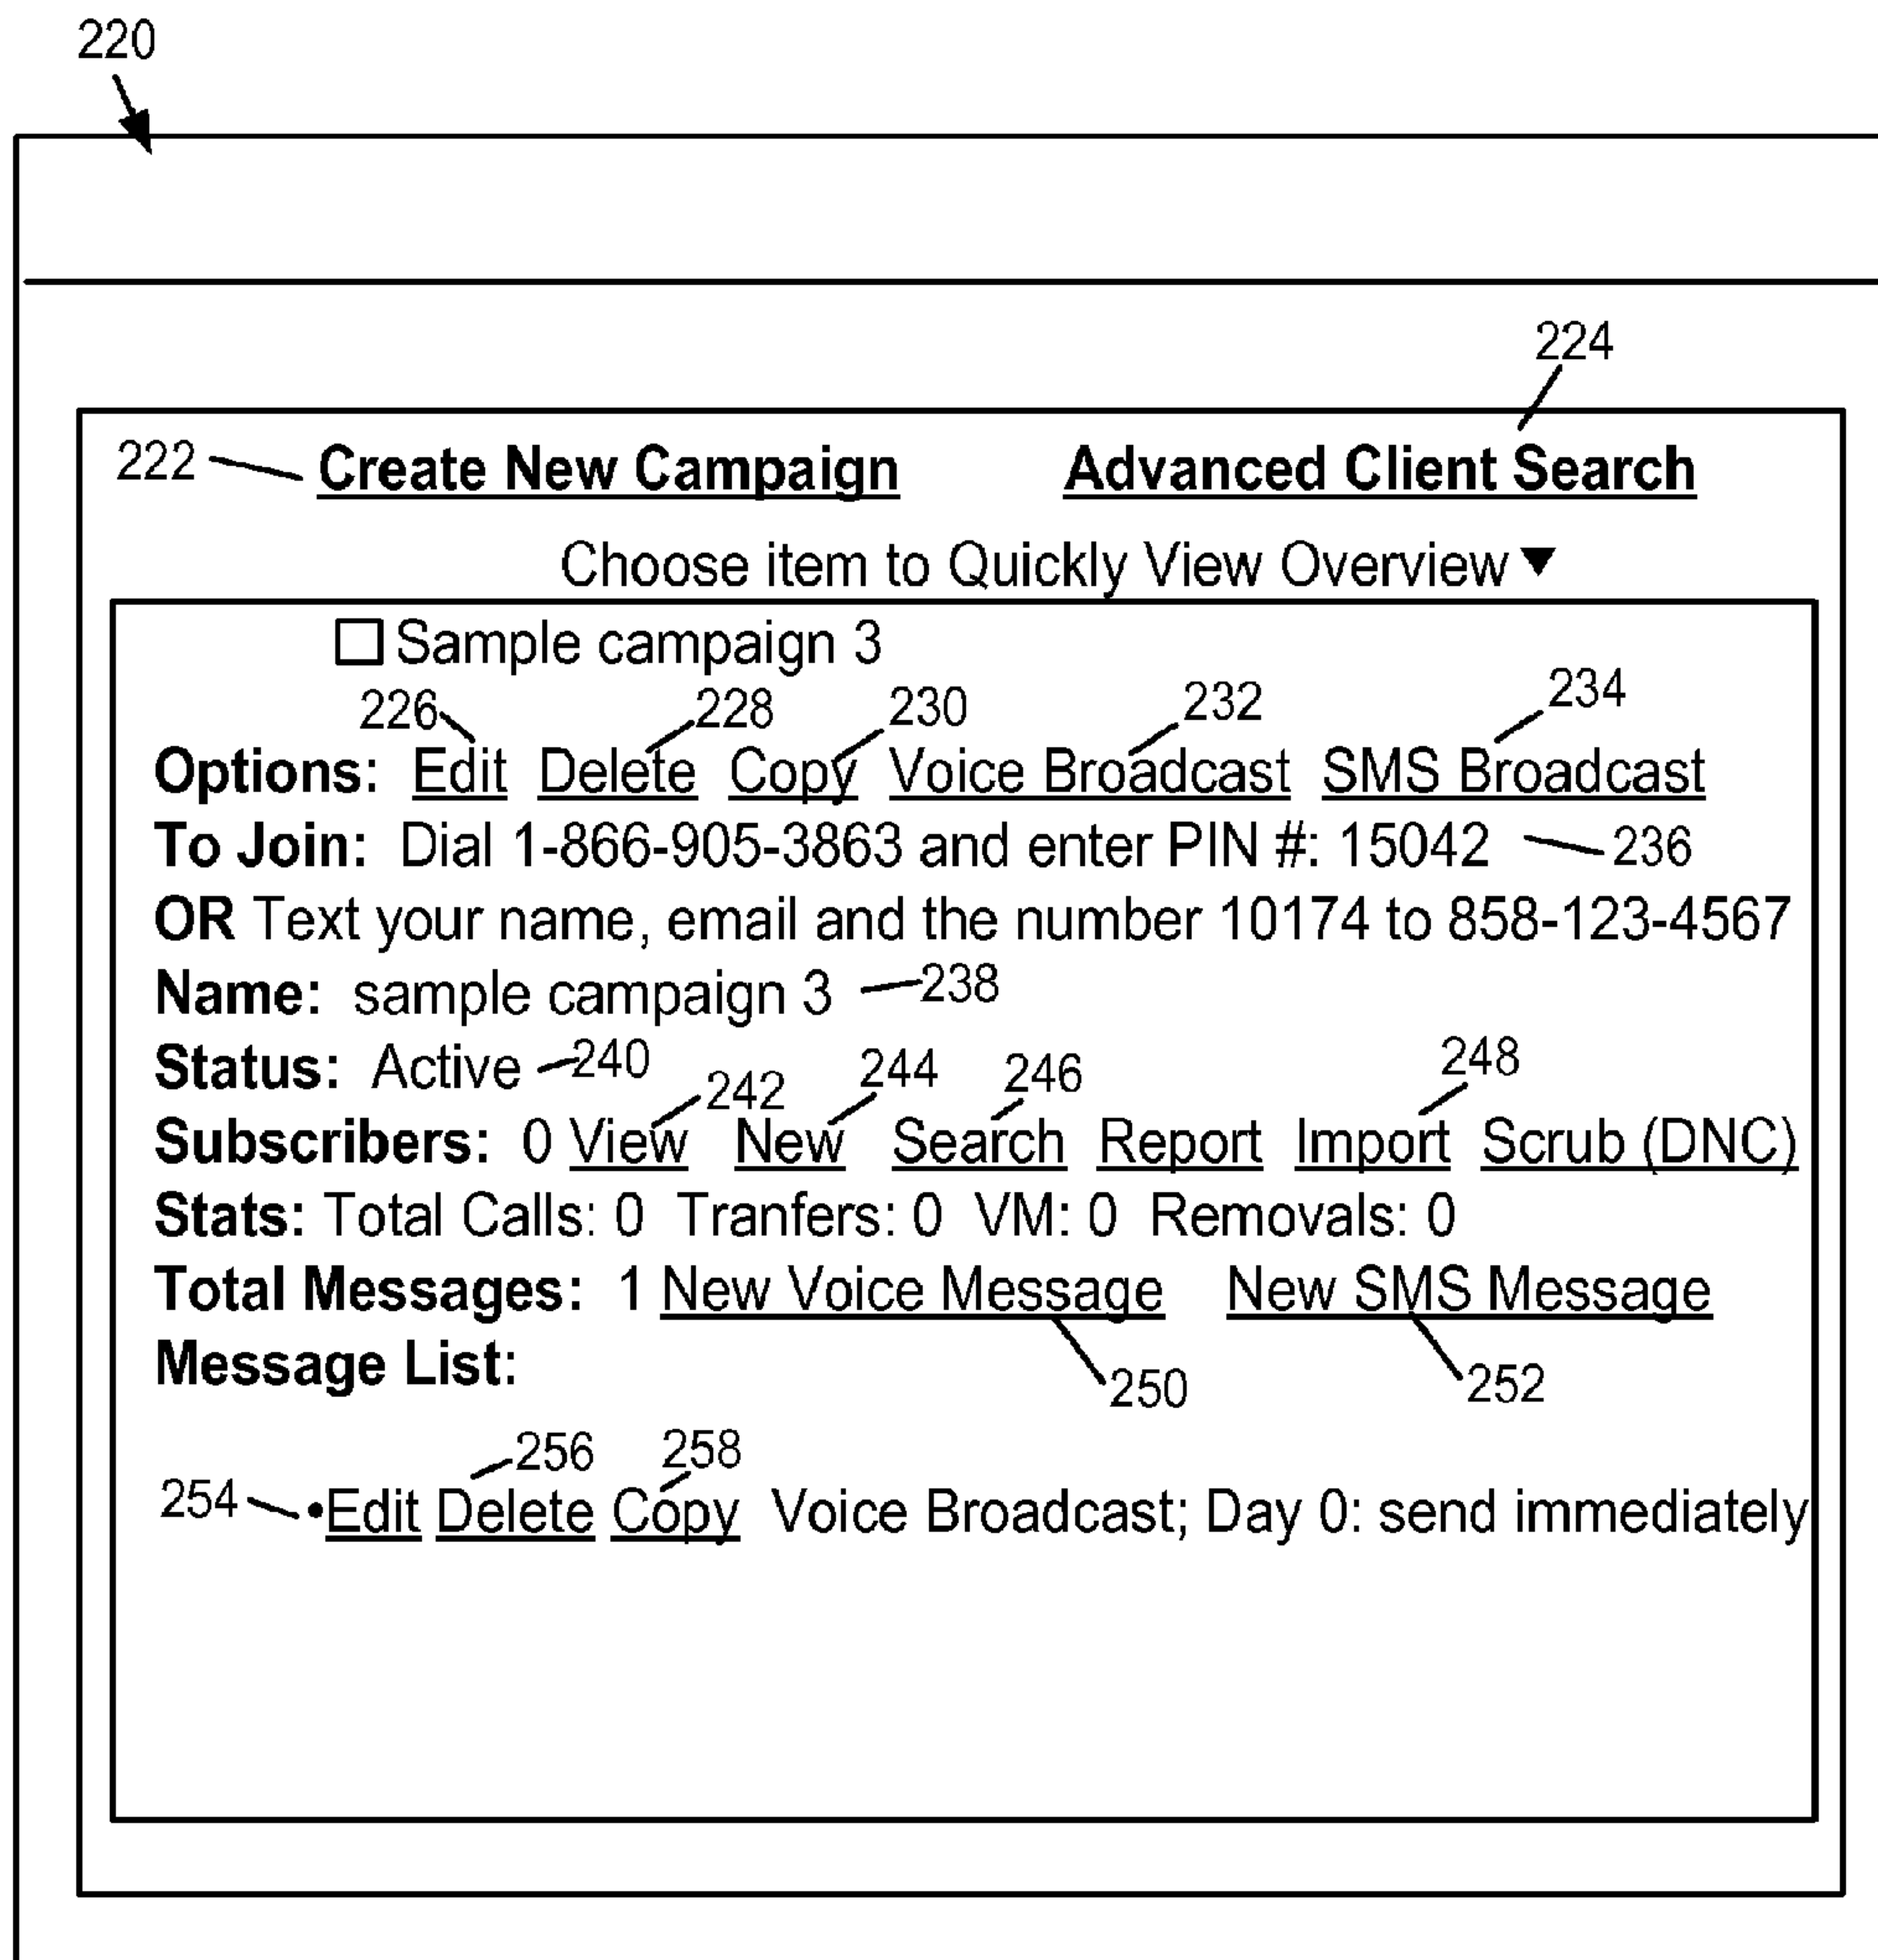 220
224
222 Create New Campaign Advanced Client Search
Choose item to Quickly View Overview ▼
Sample campaign 3
226 228 230 232 234
Options: Edit Delete Copy Voice Broadcast SMS Broadcast
To Join: Dial 1-866-905-3863 and enter PIN #: 15042 236
OR Text your name, email and the number 10174 to 858-123-4567
Name: sample campaign 3 238
Status: Active 240
242 244 246 248
Subscribers: 0 View New Search Report Import Scrub (DNC)
Stats: Total Calls: 0 Tranfers: 0 VM: 0 Removals: 0
Total Messages: 1 New Voice Message New SMS Message
Message List:
250 252
256 258
254 •Edit Delete Copy Voice Broadcast; Day 0: send immediately